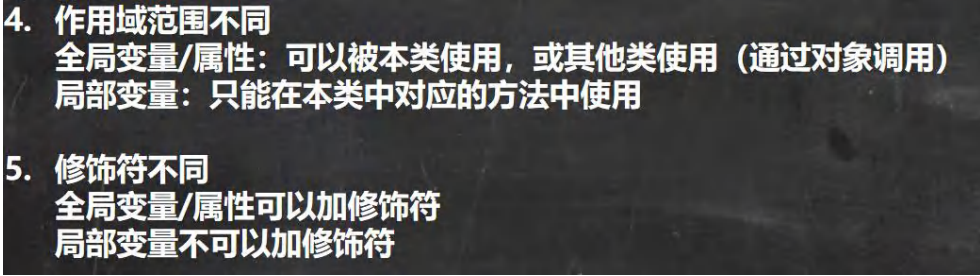 4. 作用域范围不同
全局变量/属性：可以被本类使用，或其他类使用（通过对象调用）
局部变量：只能在本类中对应的方法中使用
5. 修饰符不同
全局变量/属性可以加修饰符
局部变量不可以加修饰符